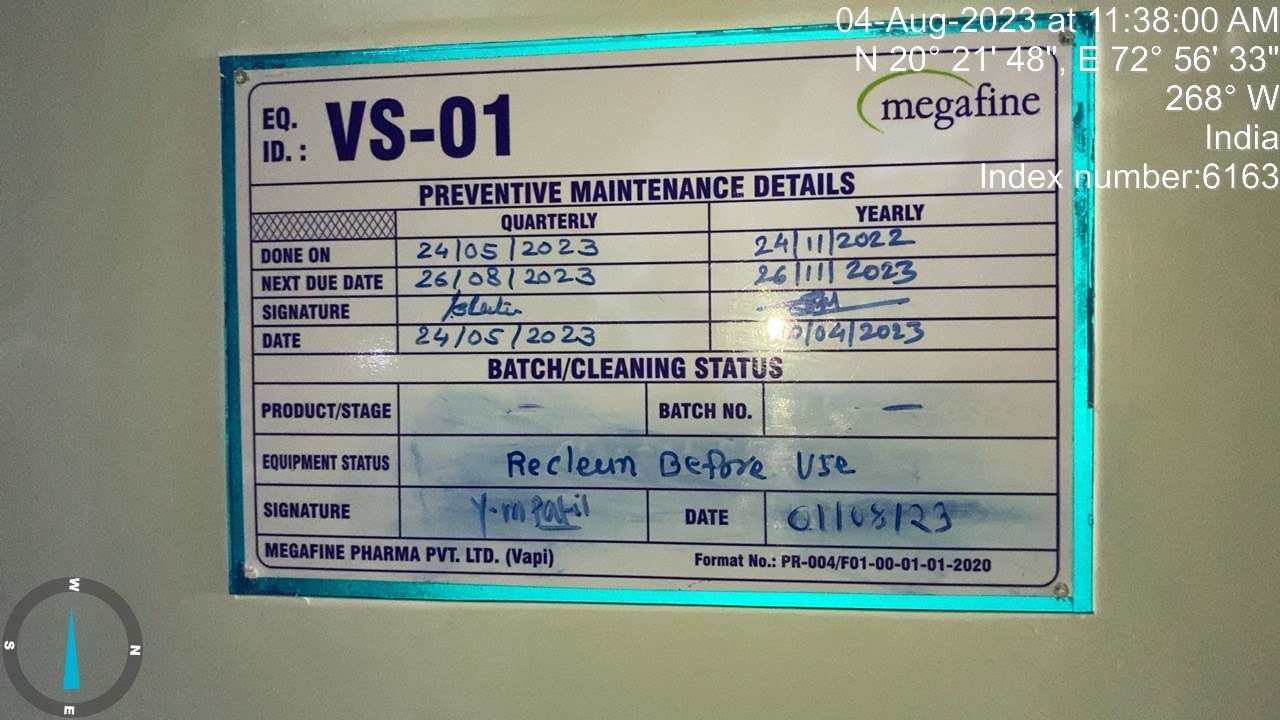 04-Aug-2023 at 11:38:00 AM
N 20° 21' 48", E 72° 56' 33"
268° W
India
Index number:6163
megafine
EQ. ID. : VS-01
PREVENTIVE MAINTENANCE DETAILS
QUARTERLY YEARLY
DONE ON 24/05/2023 24/11/2022
NEXT DUE DATE 26/08/2023 26/11/2023
SIGNATURE
DATE 24/05/2023 /04/2023
BATCH/CLEANING STATUS
PRODUCT/STAGE - BATCH NO. -
EQUIPMENT STATUS Reclean Before Use
SIGNATURE Y-m Patil DATE 01/08/23
MEGAFINE PHARMA PVT. LTD. (Vapi) Format No.: PR-004/F01-00-01-01-2020
W
N
E
S